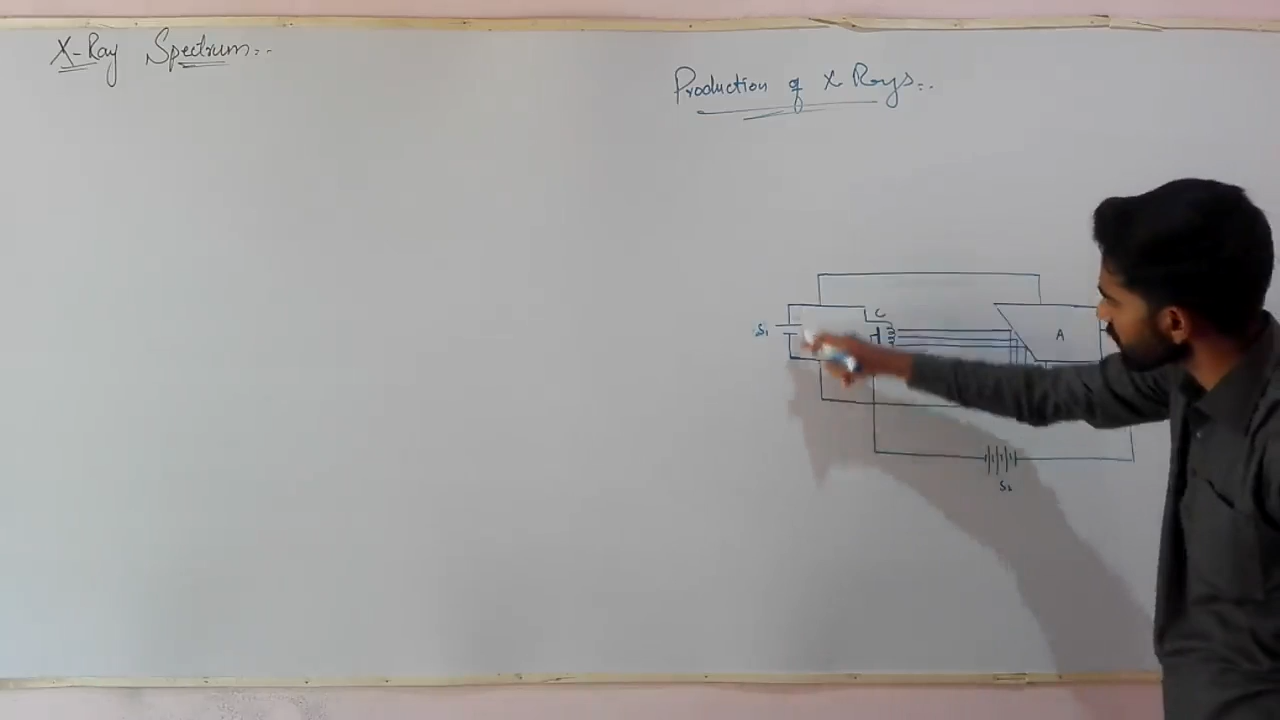 X-Ray Spectrum:-
Production of X Rays:-
C
S₁
A
S₂